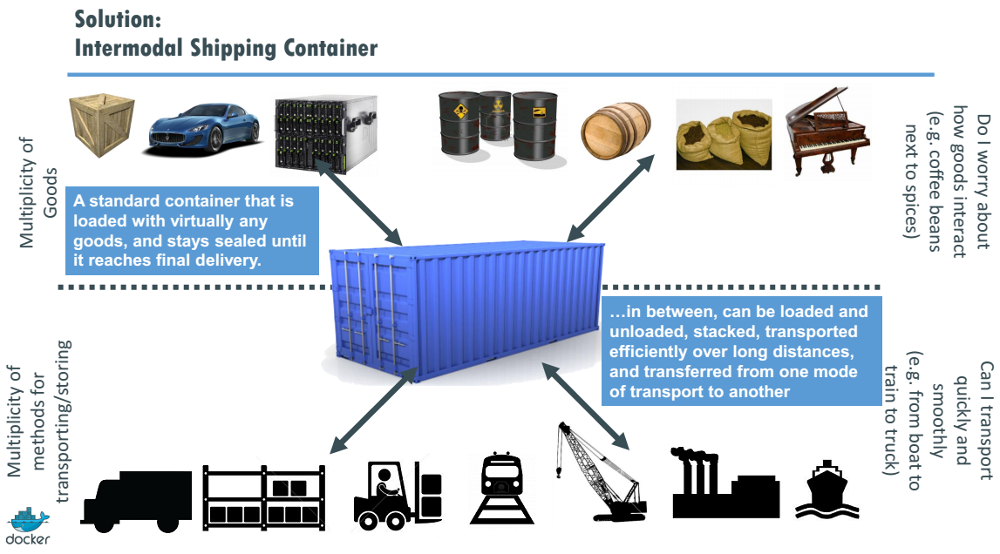 Solution:
Intermodal Shipping Container
Multiplicity of
Goods
Do I worry about
how goods interact
(e.g. coffee beans
next to spices)
A standard container that is
loaded with virtually any
goods, and stays sealed until
it reaches final delivery.
…in between, can be loaded and
unloaded, stacked, transported
efficiently over long distances,
and transferred from one mode
of transport to another
Multiplicity of
methods for
transporting/storing
Can I transport
quickly and
smoothly
(e.g. from boat to
train to truck)
docker